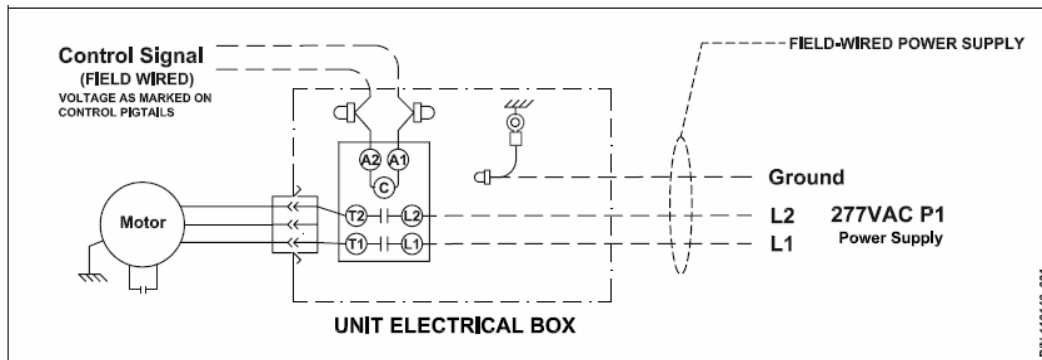 Control Signal
(FIELD WIRED)
VOLTAGE AS MARKED ON
CONTROL PIGTAILS
FIELD-WIRED POWER SUPPLY
A2 A1
C
Motor
T2 L2
T1 L1
Ground
L2 277VAC P1
L1 Power Supply
UNIT ELECTRICAL BOX